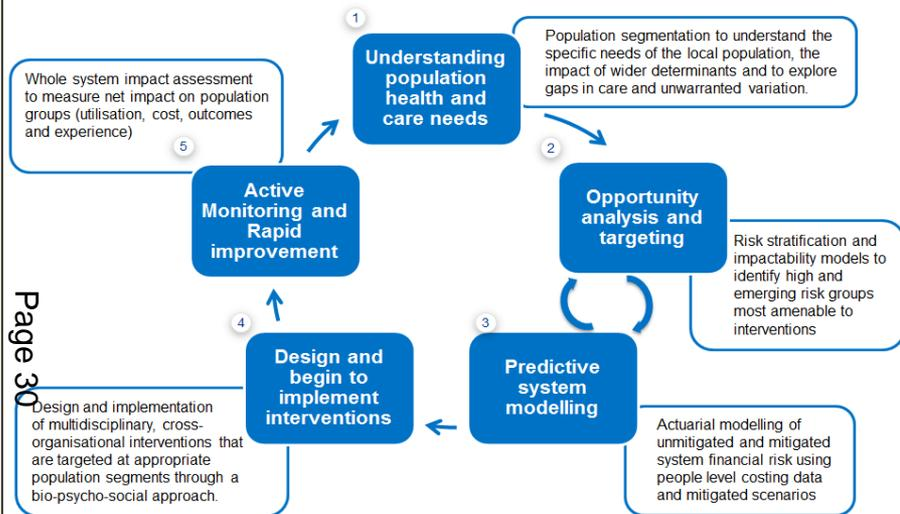 1
Understanding
population
health and
care needs
Population segmentation to understand the
specific needs of the local population, the
impact of wider determinants and to explore
gaps in care and unwarranted variation.
2
Opportunity
analysis and
targeting
Risk stratification and
impactability models to
identify high and
emerging risk groups
most amenable to
interventions
3
Predictive
system
modelling
Actuarial modelling of
unmitigated and mitigated
system financial risk using
people level costing data
and mitigated scenarios
4
Design and
begin to
implement
interventions
Design and implementation
of multidisciplinary, cross-
organisational interventions that
are targeted at appropriate
population segments through a
bio-psycho-social approach.
5
Active
Monitoring and
Rapid
improvement
Whole system impact assessment
to measure net impact on population
groups (utilisation, cost, outcomes
and experience)
Page 30